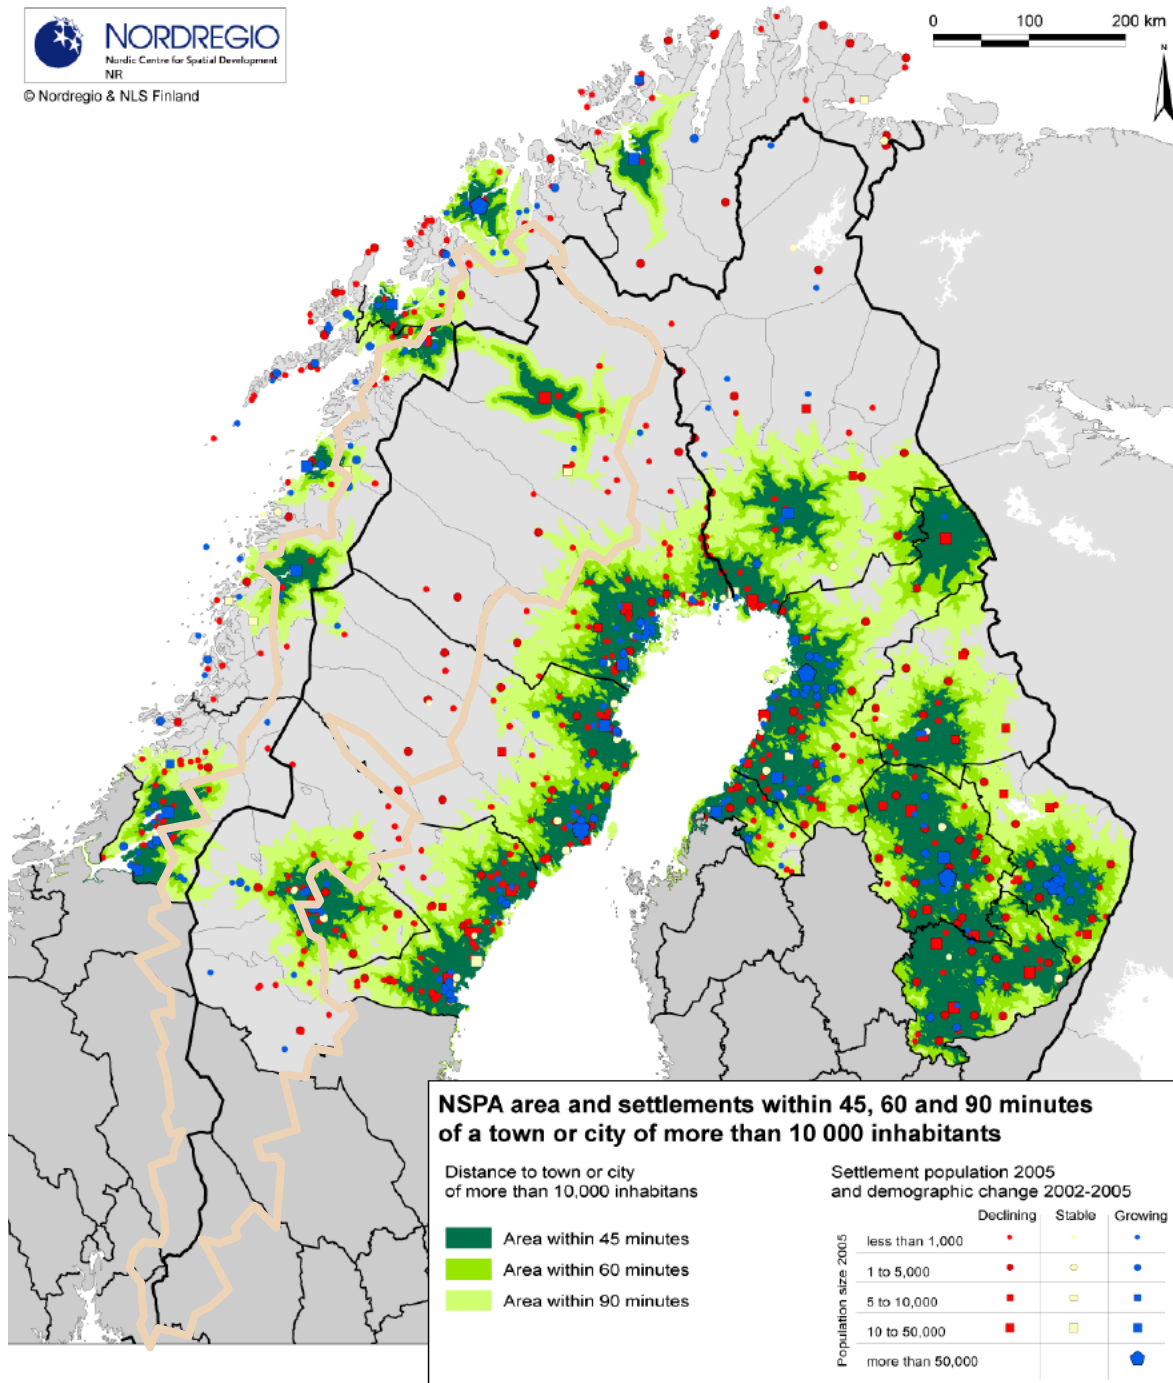 NORDREGIO
Nordic Centre for Spatial Development
NR
© Nordregio & NLS Finland
0 100 200 km
N
NSPA area and settlements within 45, 60 and 90 minutes
of a town or city of more than 10 000 inhabitants
Distance to town or city
of more than 10,000 inhabitans
Area within 45 minutes
Area within 60 minutes
Area within 90 minutes
Settlement population 2005
and demographic change 2002-2005
Declining Stable Growing
Population size 2005
less than 1,000
1 to 5,000
5 to 10,000
10 to 50,000
more than 50,000